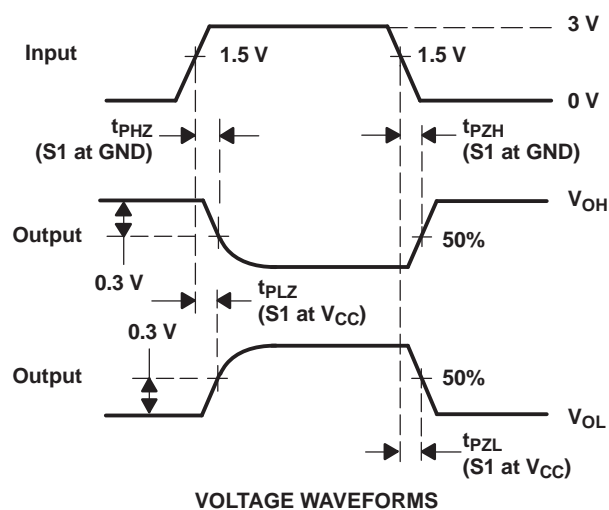 3 V
Input
1.5 V
1.5 V
0 V
tPHZ
(S1 at GND)
tPZH
(S1 at GND)
VOH
Output
50%
0.3 V
tPLZ
(S1 at VCC)
0.3 V
Output
50%
VOL
tPZL
(S1 at VCC)
VOLTAGE WAVEFORMS